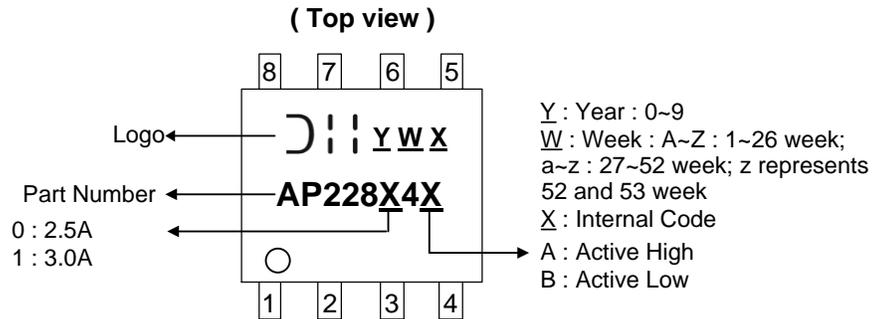 ( Top view )
8 7 6 5
Logo
Y W X
Part Number
AP228X4X
0 : 2.5A
1 : 3.0A
1 2 3 4
Y : Year : 0~9
W : Week : A~Z : 1~26 week;
a~z : 27~52 week; z represents
52 and 53 week
X : Internal Code
A : Active High
B : Active Low